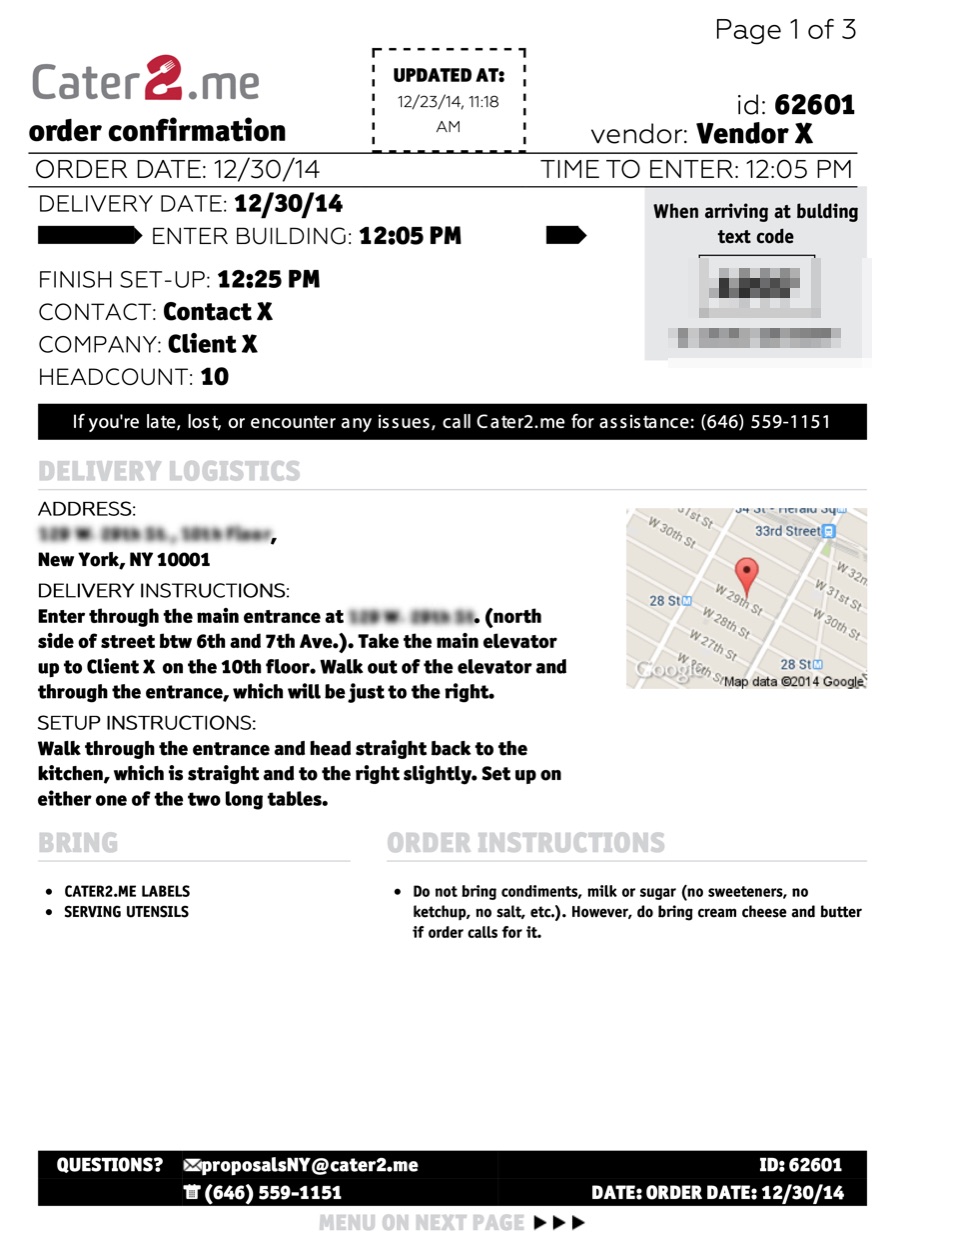 Page 1 of 3
Cater2.me
order confirmation
UPDATED AT:
12/23/14, 11:18
AM
id: 62601
vendor: Vendor X
ORDER DATE: 12/30/14
TIME TO ENTER: 12:05 PM
DELIVERY DATE: 12/30/14
ENTER BUILDING: 12:05 PM
FINISH SET-UP: 12:25 PM
CONTACT: Contact X
COMPANY: Client X
HEADCOUNT: 10
When arriving at bulding
text code
If you're late, lost, or encounter any issues, call Cater2.me for assistance: (646) 559-1151
DELIVERY LOGISTICS
ADDRESS:
,
New York, NY 10001
DELIVERY INSTRUCTIONS:
Enter through the main entrance at . (north
side of street btw 6th and 7th Ave.). Take the main elevator
up to Client X on the 10th floor. Walk out of the elevator and
through the entrance, which will be just to the right.
SETUP INSTRUCTIONS:
Walk through the entrance and head straight back to the
kitchen, which is straight and to the right slightly. Set up on
either one of the two long tables.
34 St - Herald Sq
31st St
W 30th St
33rd Street
W 32n
W 29th St
W 31st St
28 St
W 28th St
W 30th St
W 27th St
28 St
Google
Map data ©2014 Google
BRING
CATER2.ME LABELS
SERVING UTENSILS
ORDER INSTRUCTIONS
Do not bring condiments, milk or sugar (no sweeteners, no
ketchup, no salt, etc.). However, do bring cream cheese and butter
if order calls for it.
QUESTIONS? proposalsNY@cater2.me
(646) 559-1151
ID: 62601
DATE: ORDER DATE: 12/30/14
MENU ON NEXT PAGE